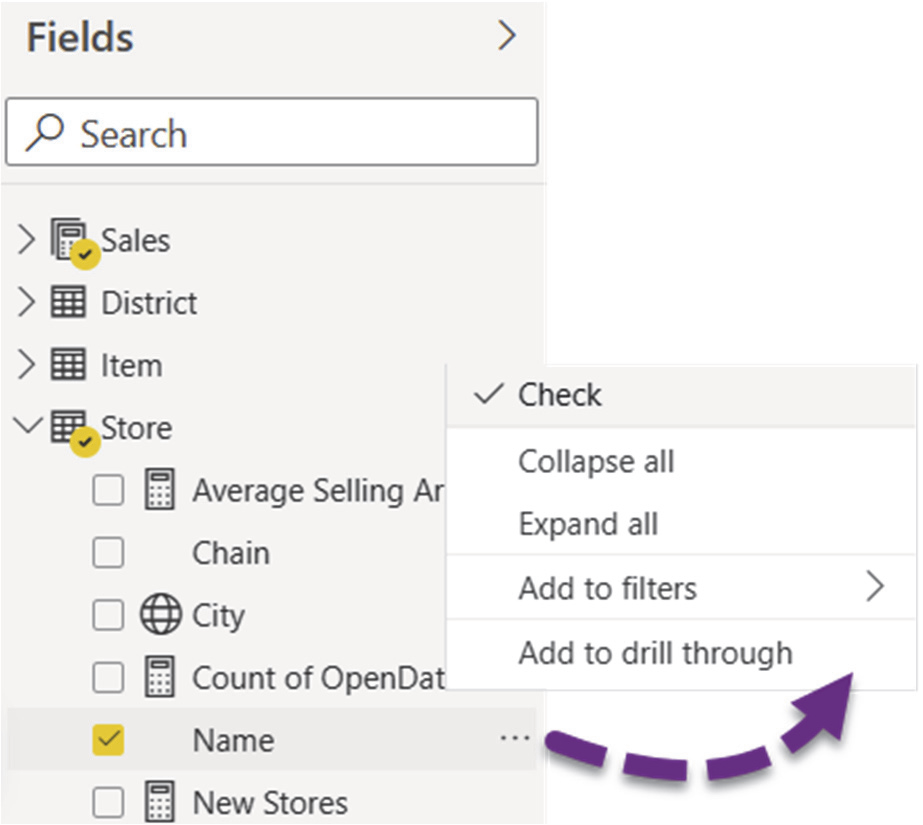 Fields
Search
Sales
District
Item
Store
Average Selling Ar
Chain
City
Count of OpenDat
Name
New Stores
Check
Collapse all
Expand all
Add to filters
Add to drill through